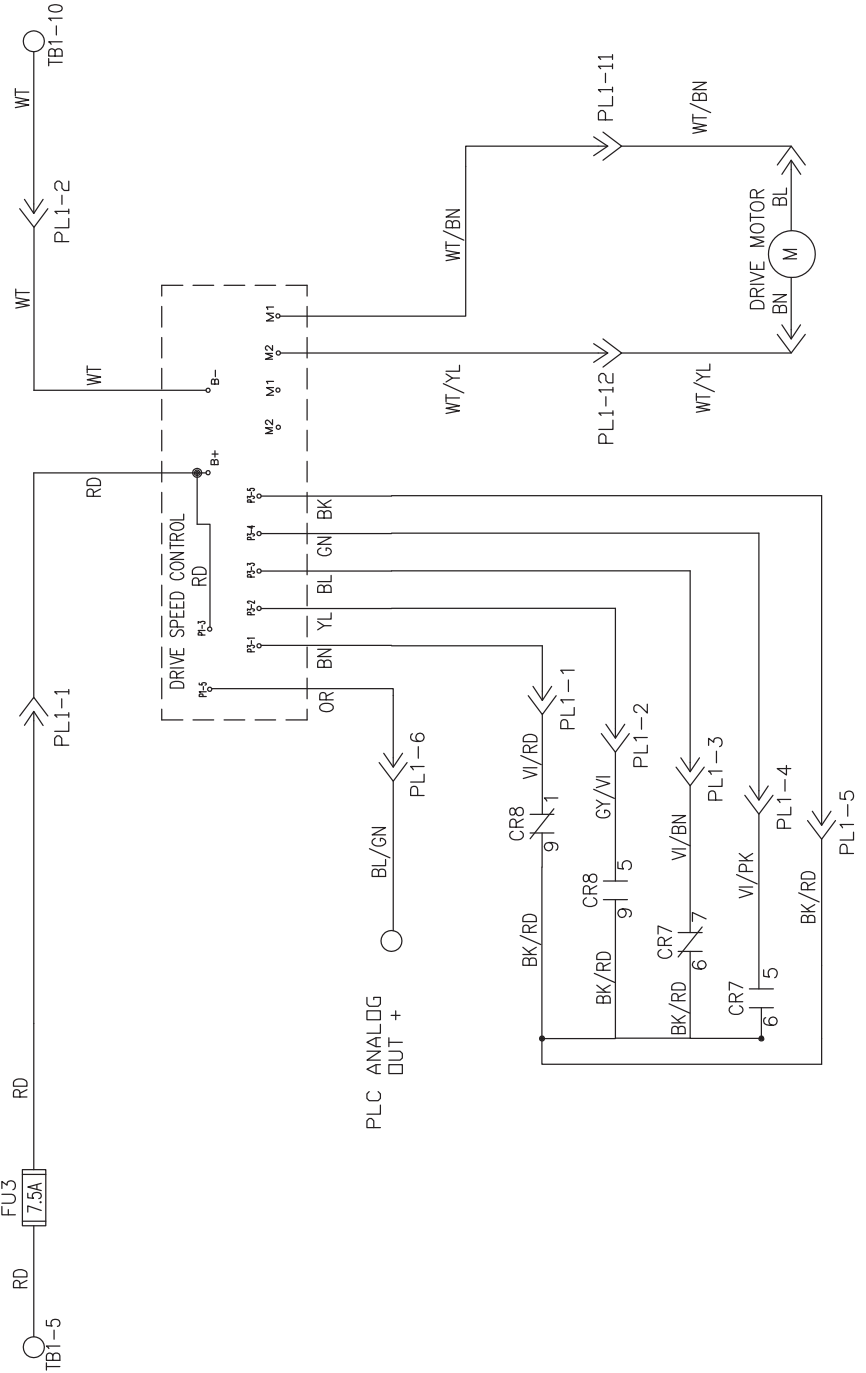 WT
TB1-10
PL1-2
WT
WT
B-
M1
M2
M1
M2
B+
RD
PL1-1
RD
FU3
7.5A
RD
TB1-5
DRIVE SPEED CONTROL
RD
P1-3
P1-5
P3-5
P3-4
P3-3
P3-2
P3-1
BK
GN
BL
YL
BN
OR
WT/BN
PL1-11
WT/BN
WT/YL
PL1-12
WT/YL
DRIVE MOTOR
BL
M
BN
PL1-6
BL/GN
PLC ANALOG
OUT +
PL1-1
VI/RD
CR8
1
9
BK/RD
PL1-2
GY/VI
CR8
5
9
BK/RD
PL1-3
VI/BN
CR7
7
6
BK/RD
PL1-4
VI/PK
CR7
5
6
PL1-5
BK/RD